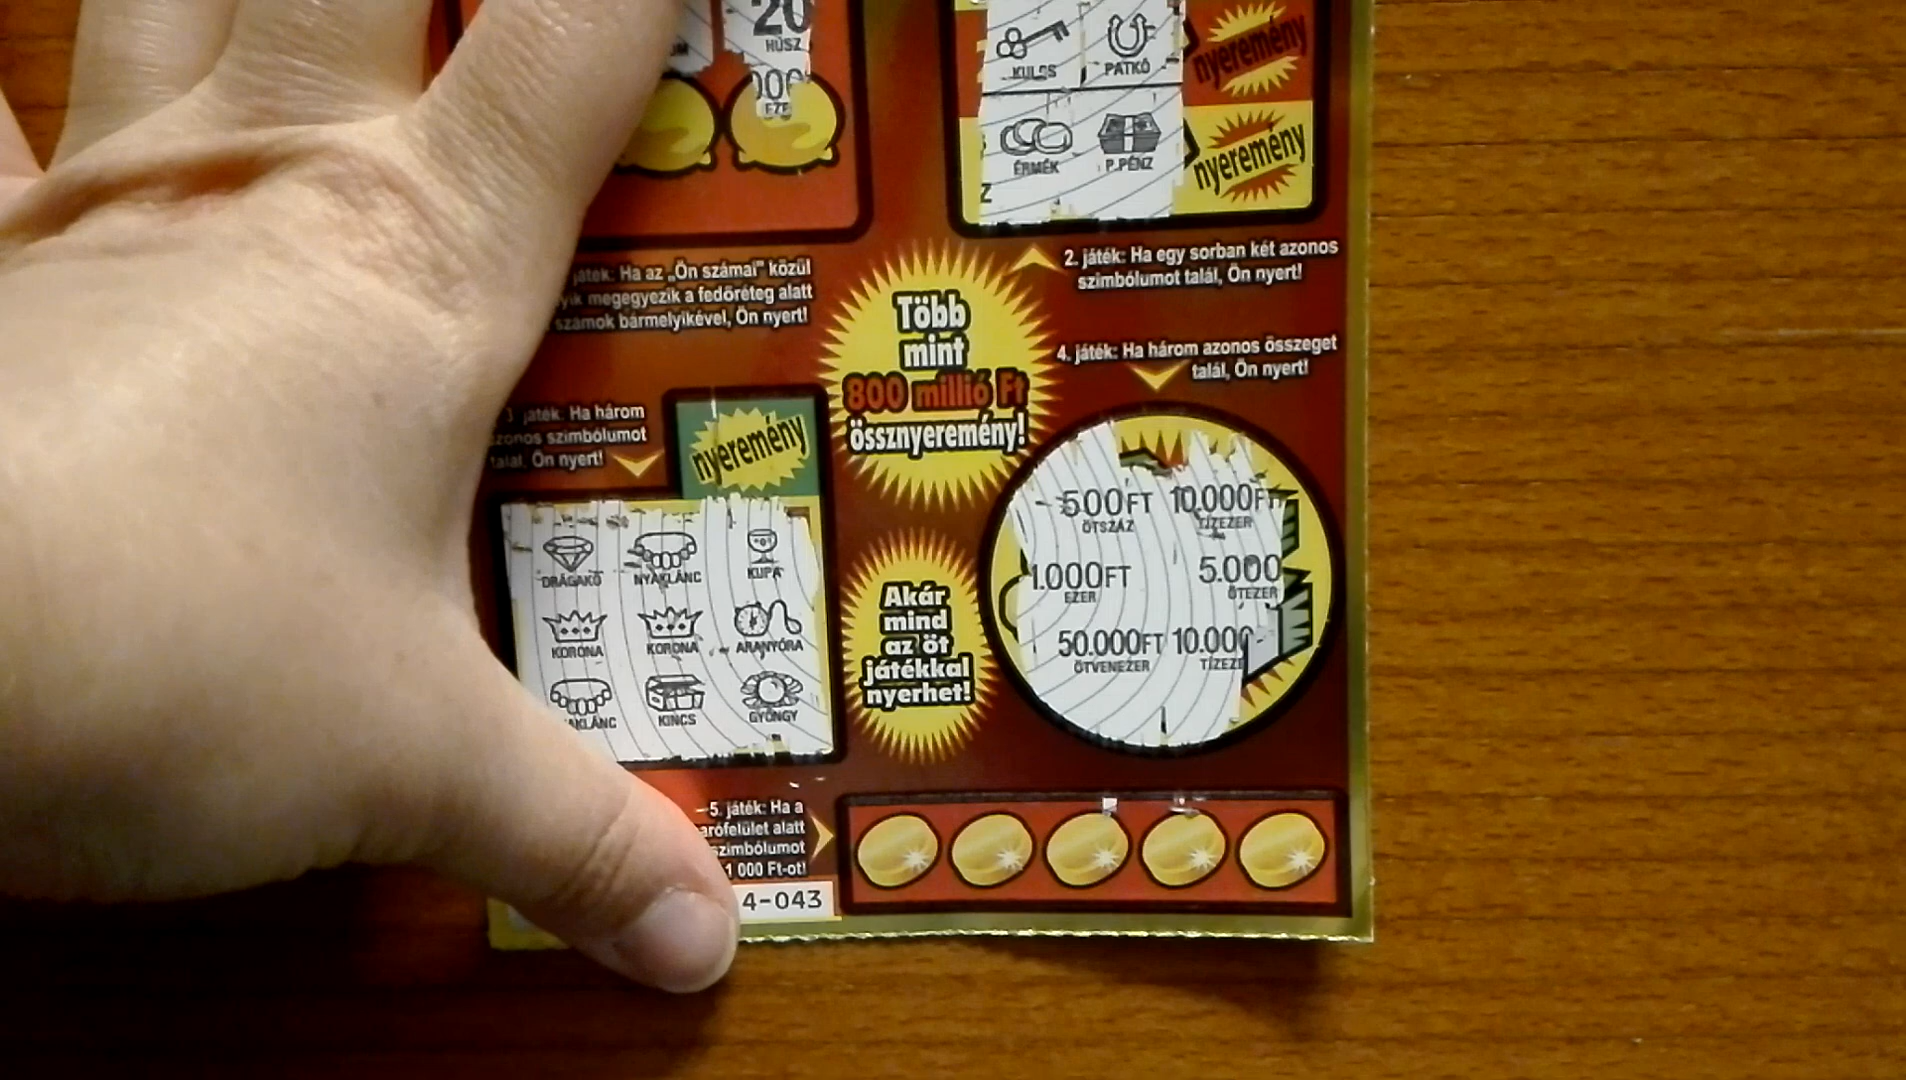 20
HÚSZ
KULCS
PATKÓ
nyeremény
ÉRMÉK
P.PÉNZ
nyeremény
játék: Ha az „Ön számai” közül
megegyezik a fedőréteg alatt
számok bármelyikével, Ön nyert!
2. játék: Ha egy sorban két azonos
szimbólumot talál, Ön nyert!
Több
mint
800 millió Ft
össznyeremény!
4. játék: Ha három azonos összeget
talál, Ön nyert!
3. játék: Ha három
azonos szimbólumot
talál, Ön nyert!
nyeremény
DRÁGAKŐ
NYAKLÁNC
KUPA
KORONA
KORONA
ARANYÓRA
AKLÁNC
KINCS
GYÖNGY
Akár
mind
az öt
játékkal
nyerhet!
500FT 10.000FT
ÖTSZÁZ TÍZEZER
1.000FT 5.000
EZER ÖTEZER
50.000FT 10.000
ÖTVENEZER TÍZEZE
5. játék: Ha a
arófelület alatt
szimbólumot
1 000 Ft-ot!
4-043